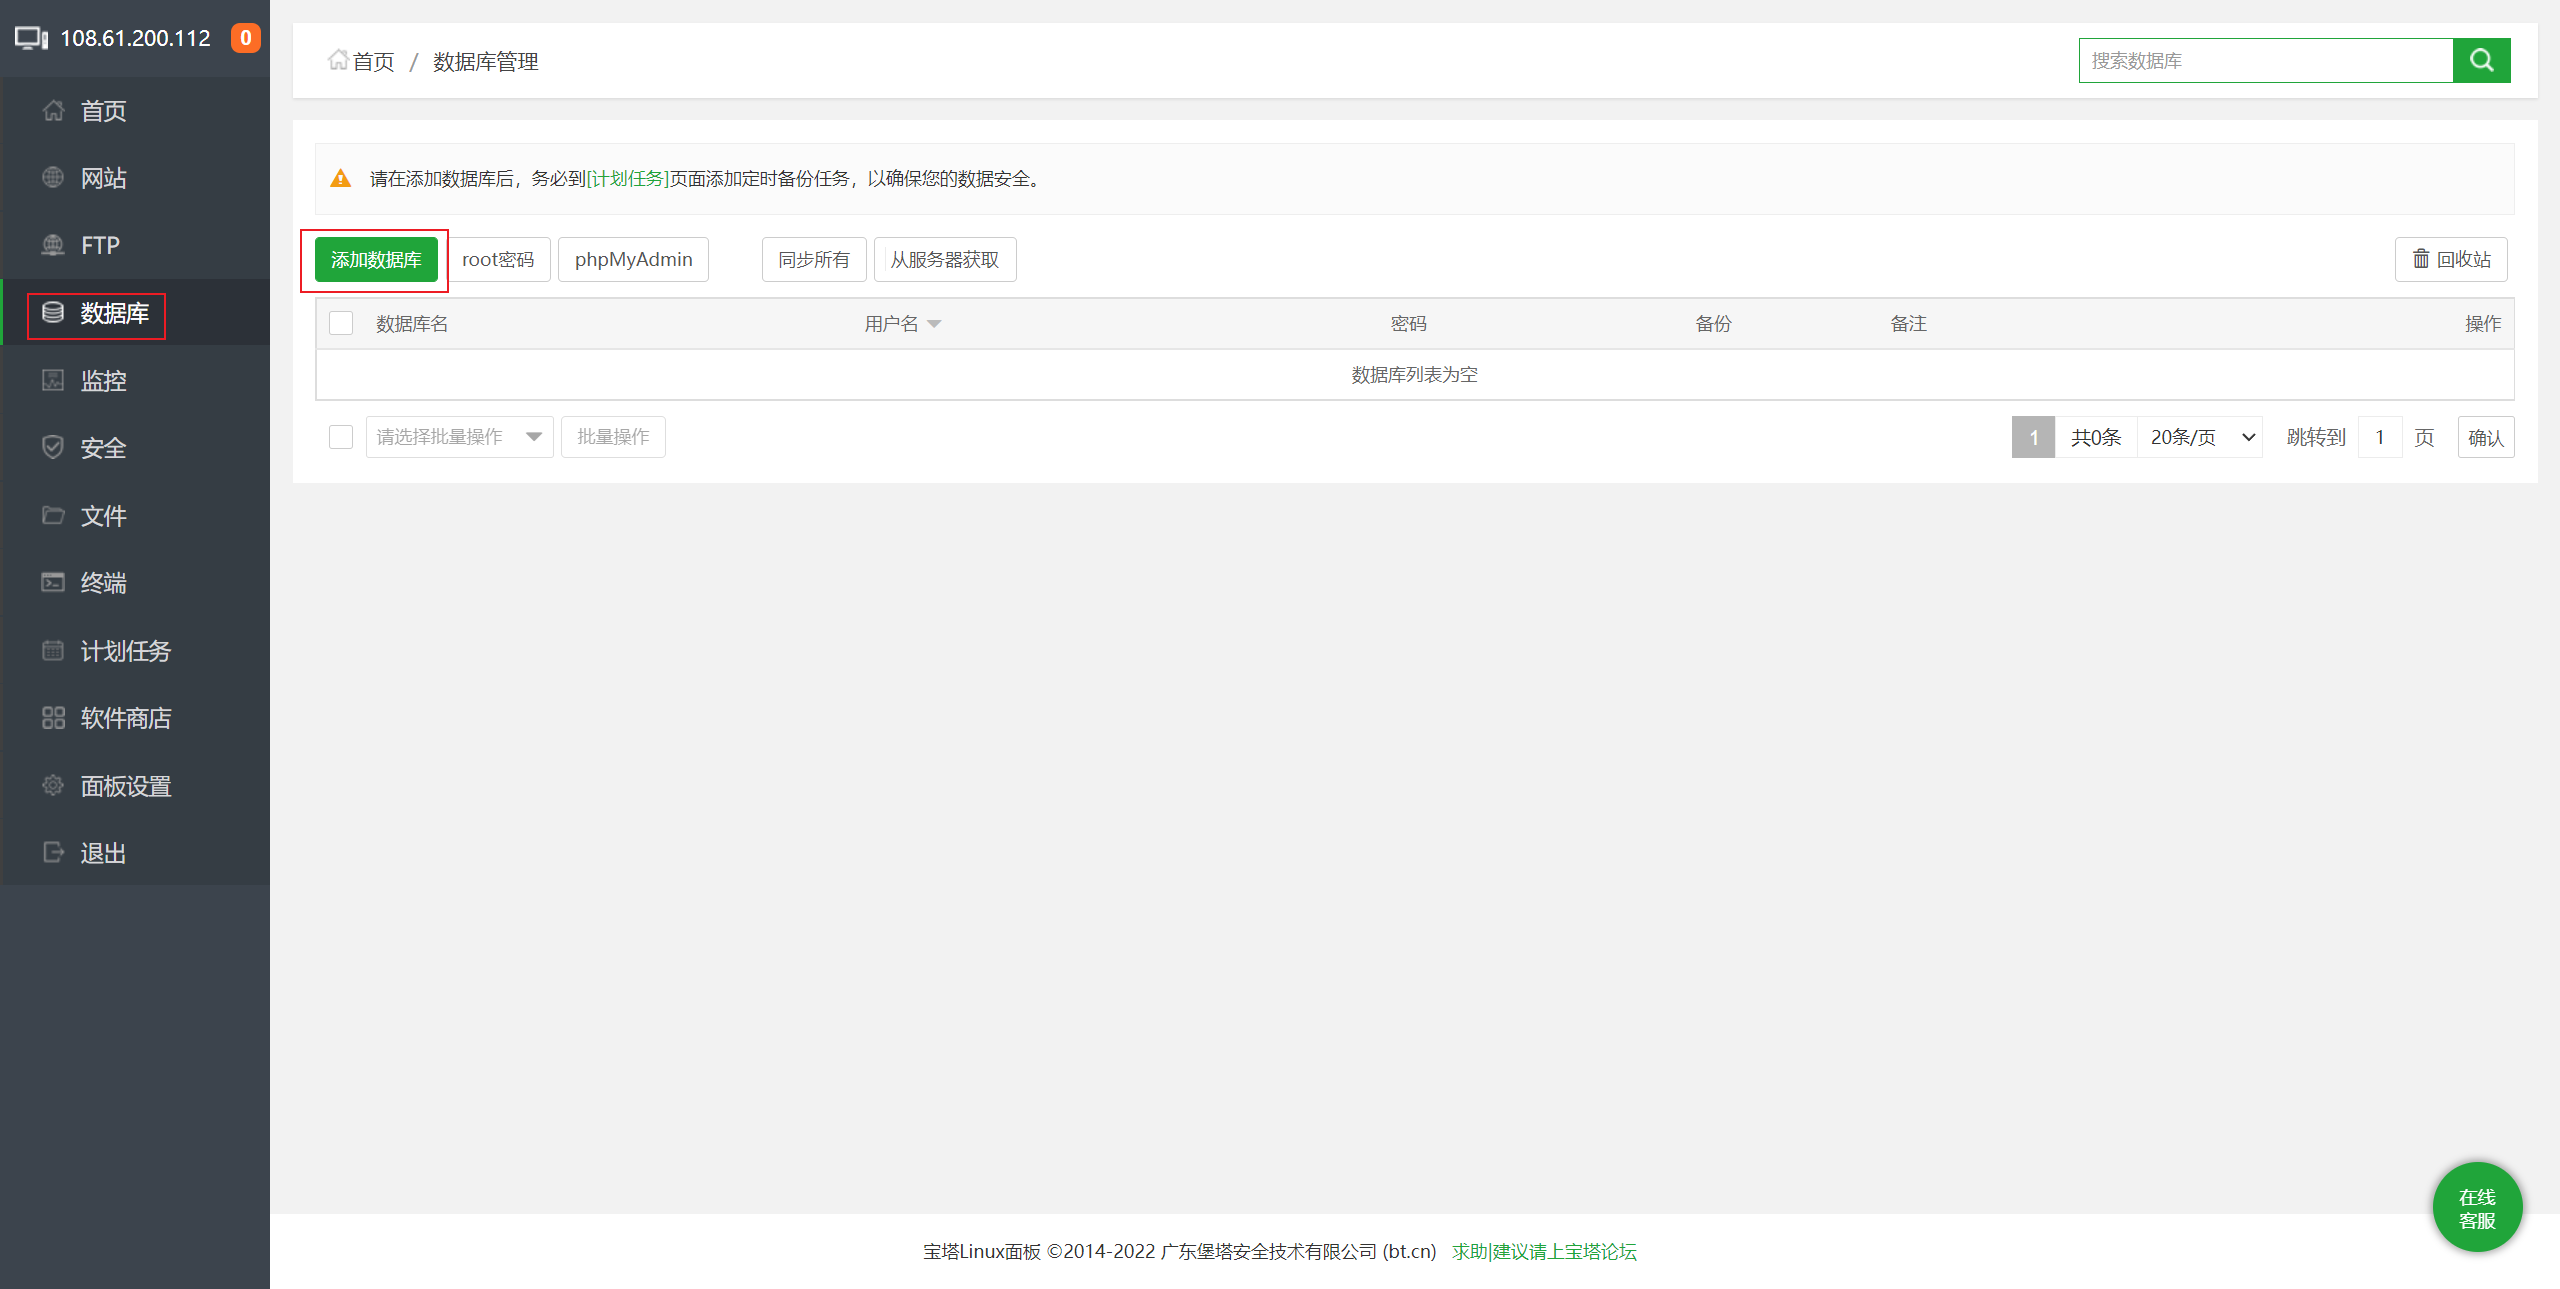 108.61.200.112 0
首页
网站
FTP
数据库
监控
安全
文件
终端
计划任务
软件商店
面板设置
退出
首页 / 数据库管理
搜索数据库
请在添加数据库后，务必到[计划任务]页面添加定时备份任务，以确保您的数据安全。
添加数据库 root密码 phpMyAdmin 同步所有 从服务器获取 回收站
数据库名 用户名 密码 备份 备注 操作
数据库列表为空
请选择批量操作 批量操作 1 共0条 20条/页 跳转到 1 页 确认
在线
客服
宝塔Linux面板 ©2014-2022 广东堡塔安全技术有限公司 (bt.cn) 求助|建议请上宝塔论坛